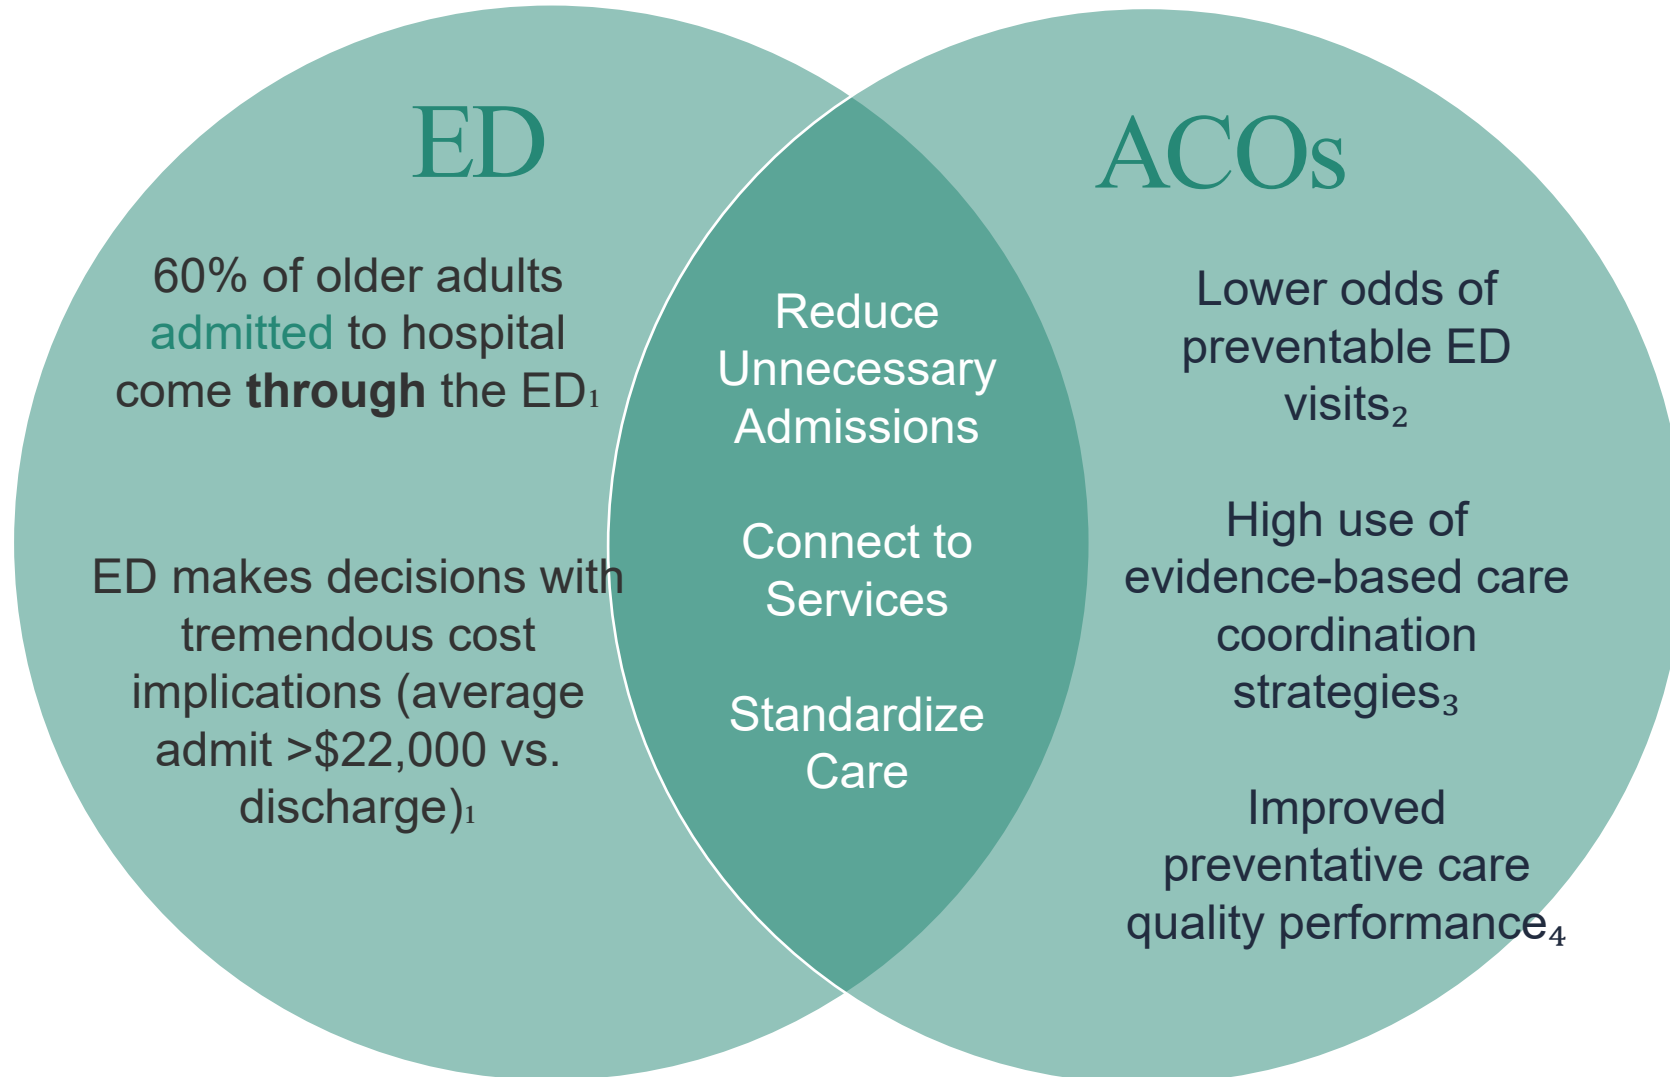 ED
60% of older adults
admitted to hospital
come through the ED₁
ED makes decisions with
tremendous cost
implications (average
admit >$22,000 vs.
discharge)₁
Reduce
Unnecessary
Admissions
Connect to
Services
Standardize
Care
ACOs
Lower odds of
preventable ED
visits₂
High use of
evidence-based care
coordination
strategies₃
Improved
preventative care
quality performance₄